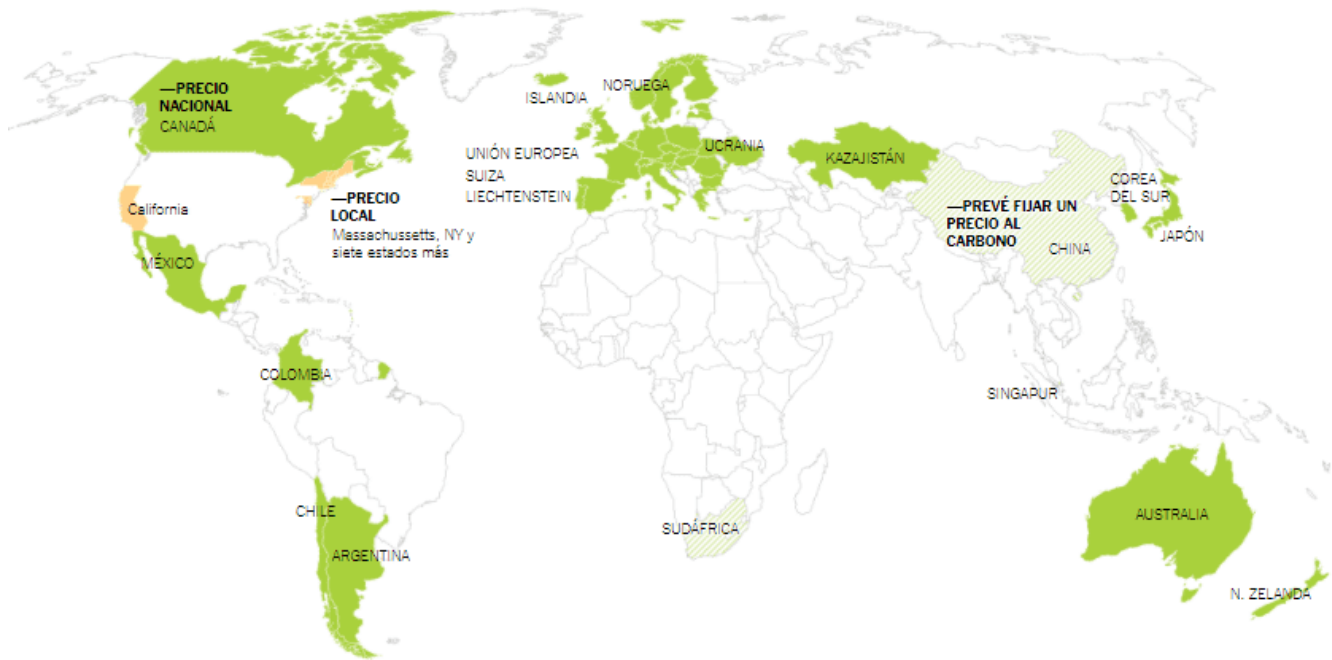 —PRECIO
NACIONAL
CANADÁ
ISLANDIA
NORUEGA
UNIÓN EUROPEA
SUIZA
LIECHTENSTEIN
UCRANIA
KAZAJISTÁN
COREA
DEL SUR
JAPÓN
—PREVÉ FIJAR UN
PRECIO AL
CARBONO
CHINA
California
—PRECIO
LOCAL
Massachussetts, NY y
siete estados más
MÉXICO
COLOMBIA
SINGAPUR
CHILE
ARGENTINA
SUDÁFRICA
AUSTRALIA
N. ZELANDA